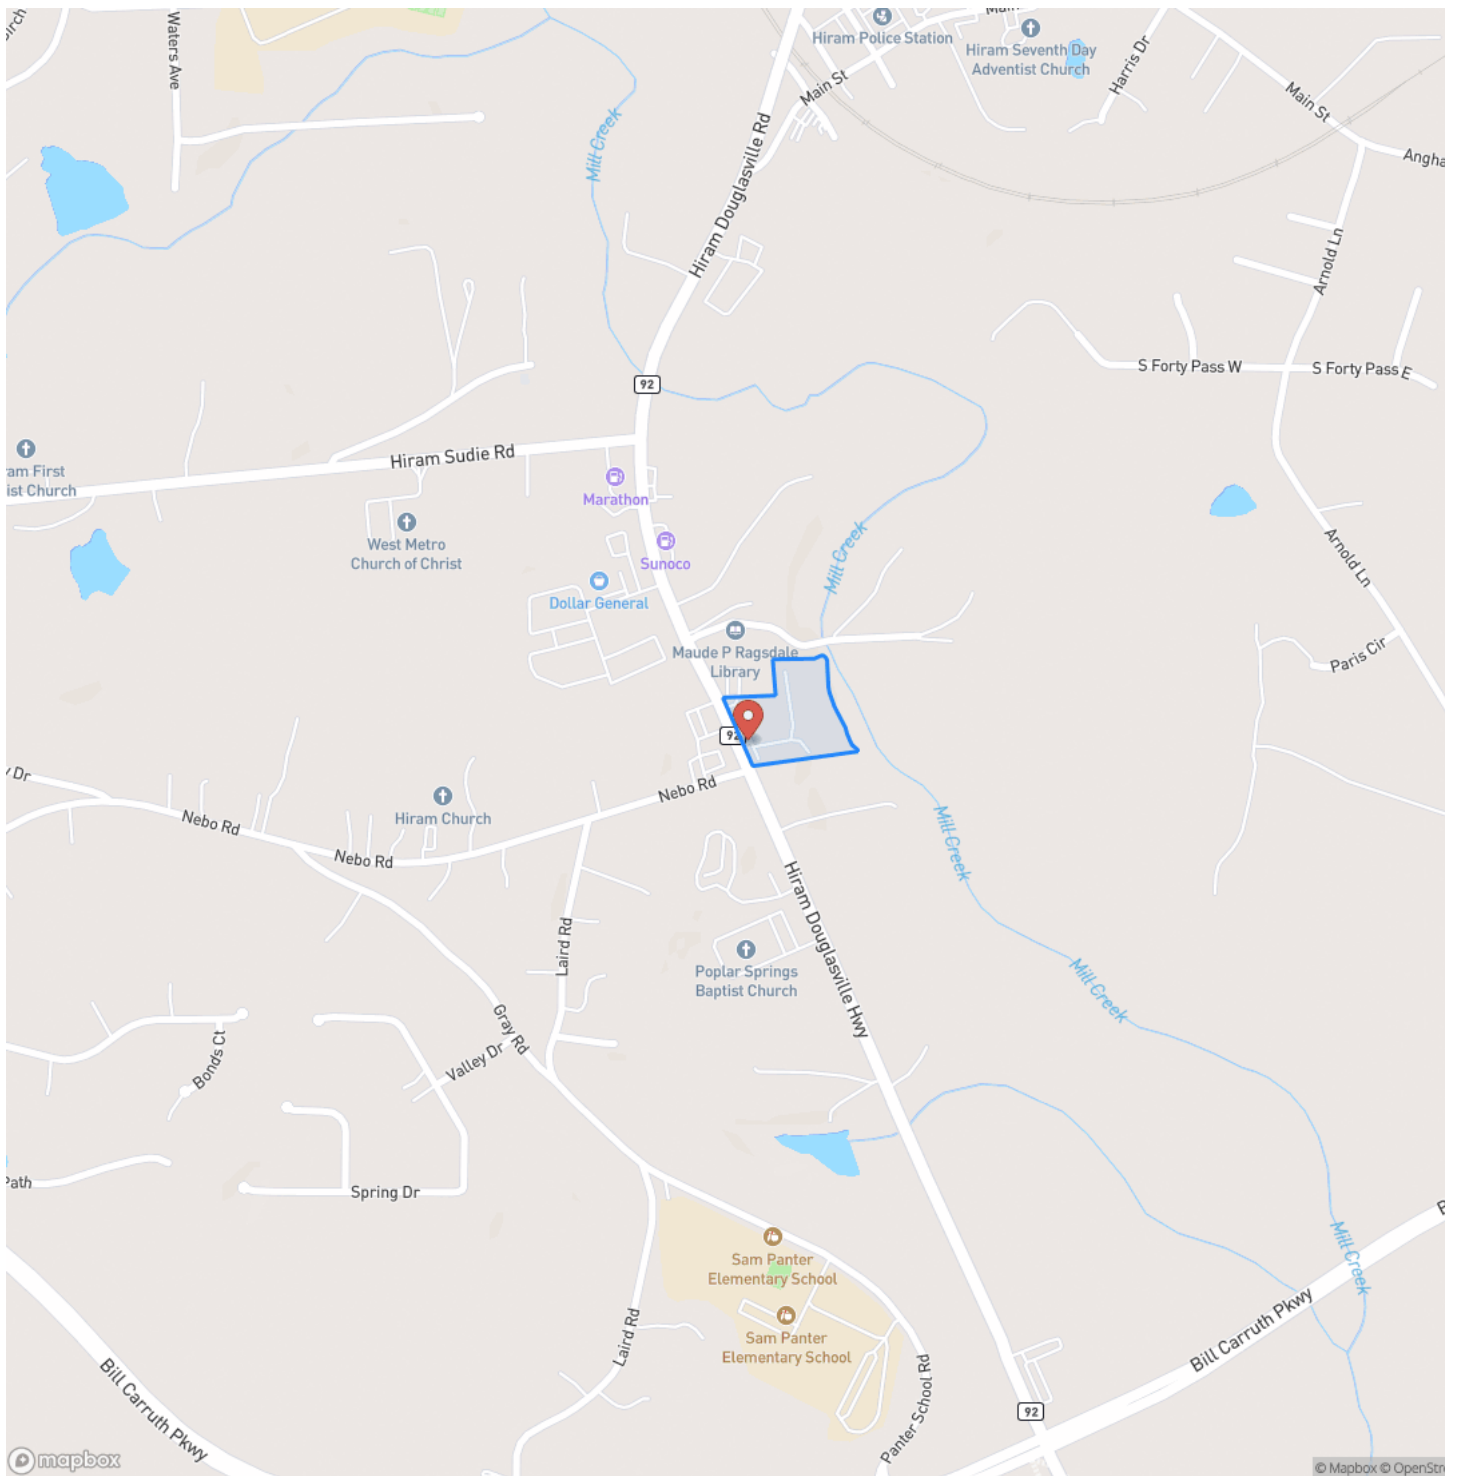 Waters Ave
Hiram Police Station
Hiram Seventh Day
Adventist Church
Harris Dr
Main St
Main St
Mill Creek
Hiram Douglasville Rd
Arnold Ln
92
S Forty Pass W
S Forty Pass E
Hiram Sudie Rd
ram First
ist Church
Marathon
West Metro
Church of Christ
Sunoco
Dollar General
Mill Creek
Arnold Ln
Maude P Ragsdale
Library
Paris Cir
92
Nebo Rd
y Dr
Hiram Church
Nebo Rd
Nebo Rd
Mill Creek
Hiram Douglasville Hwy
Laird Rd
Poplar Springs
Baptist Church
Mill Creek
Gray Rd
Valley Dr
Bonds Ct
Path
Spring Dr
Sam Panter
Elementary School
Mill Creek
Sam Panter
Elementary School
Laird Rd
Bill Carruth Pkwy
Panter School Rd
Bill Carruth Pkwy
92
mapbox
© Mapbox © OpenStre